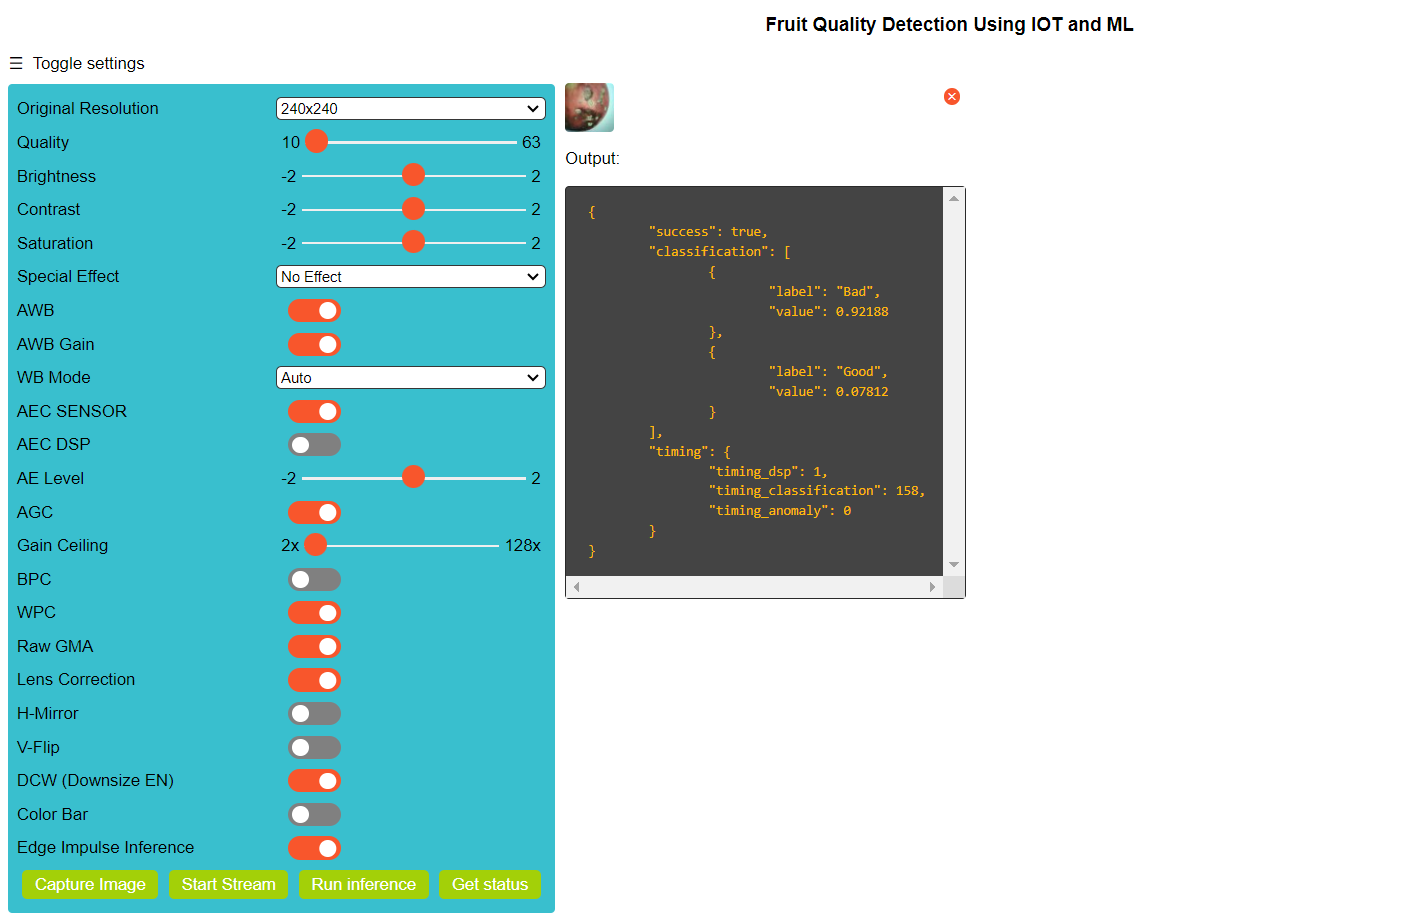 Fruit Quality Detection Using IOT and ML
☰ Toggle settings
Original Resolution 240x240
Quality 10 63
Brightness -2 2
Contrast -2 2
Saturation -2 2
Special Effect No Effect
AWB
AWB Gain
WB Mode Auto
AEC SENSOR
AEC DSP
AE Level -2 2
AGC
Gain Ceiling 2x 128x
BPC
WPC
Raw GMA
Lens Correction
H-Mirror
V-Flip
DCW (Downsize EN)
Color Bar
Edge Impulse Inference
Capture Image Start Stream Run inference Get status
Output:
{
"success": true,
"classification": [
{
"label": "Bad",
"value": 0.92188
},
{
"label": "Good",
"value": 0.07812
}
],
"timing": {
"timing_dsp": 1,
"timing_classification": 158,
"timing_anomaly": 0
}
}